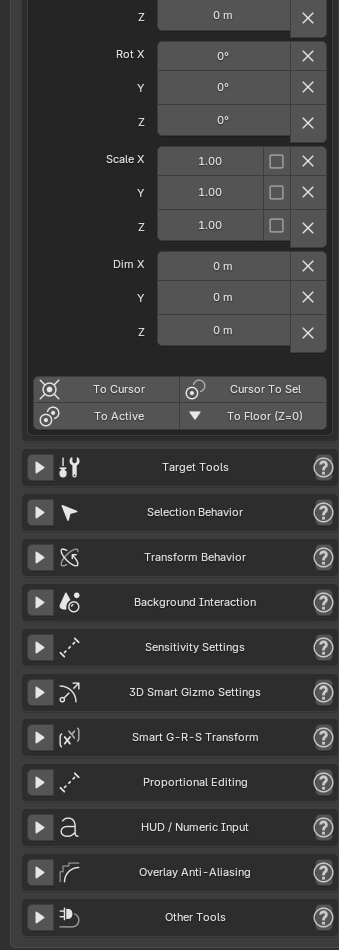 Z 0 m
Rot X 0°
Y 0°
Z 0°
Scale X 1.00
Y 1.00
Z 1.00
Dim X 0 m
Y 0 m
Z 0 m
To Cursor Cursor To Sel
To Active To Floor (Z=0)
Target Tools ?
Selection Behavior ?
Transform Behavior ?
Background Interaction ?
Sensitivity Settings ?
3D Smart Gizmo Settings ?
(x²) Smart G-R-S Transform ?
Proportional Editing ?
a HUD / Numeric Input ?
Overlay Anti-Aliasing ?
Other Tools ?